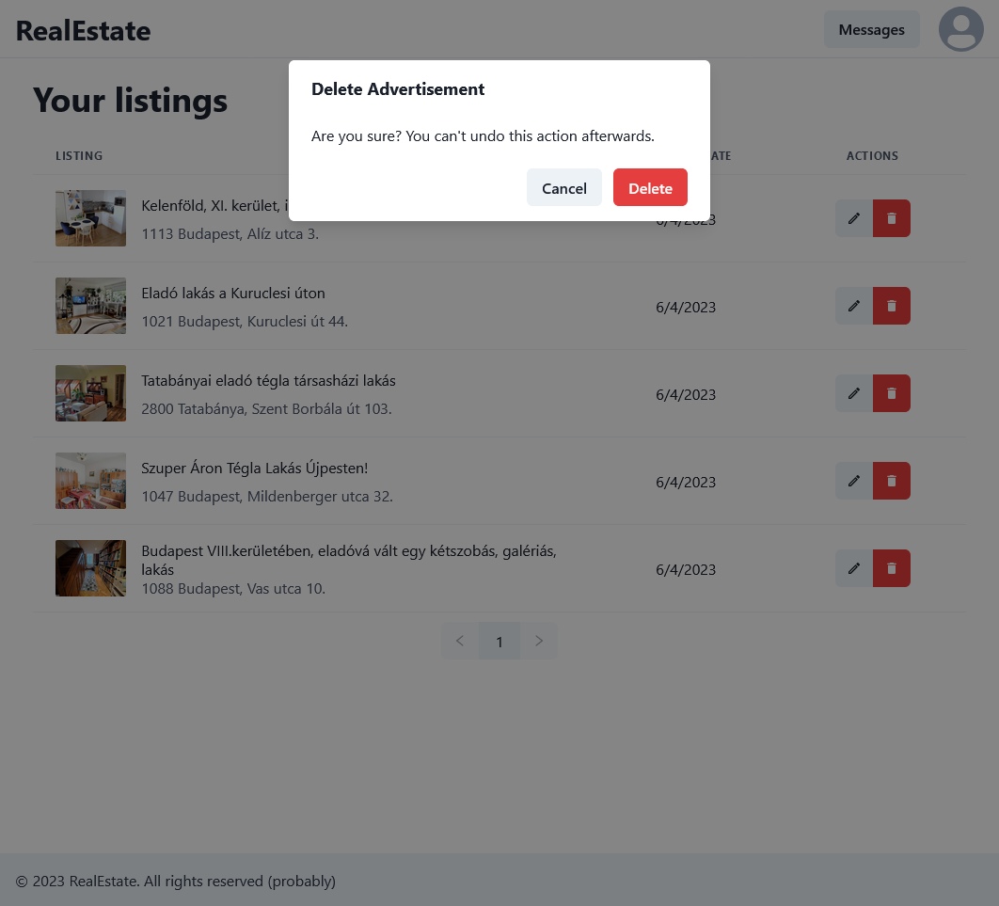 RealEstate
Messages
Delete Advertisement
Are you sure? You can't undo this action afterwards.
Cancel
Delete
Your listings
LISTING
ATE
ACTIONS
Kelenföld, XI. kerület, i
1113 Budapest, Alíz utca 3.
6/4/2023
Eladó lakás a Kuruclesi úton
1021 Budapest, Kuruclesi út 44.
6/4/2023
Tatabányai eladó tégla társasházi lakás
2800 Tatabánya, Szent Borbála út 103.
6/4/2023
Szuper Áron Tégla Lakás Újpesten!
1047 Budapest, Mildenberger utca 32.
6/4/2023
Budapest VIII.kerületében, eladóvá vált egy kétszobás, galériás,
lakás
1088 Budapest, Vas utca 10.
6/4/2023
1
© 2023 RealEstate. All rights reserved (probably)